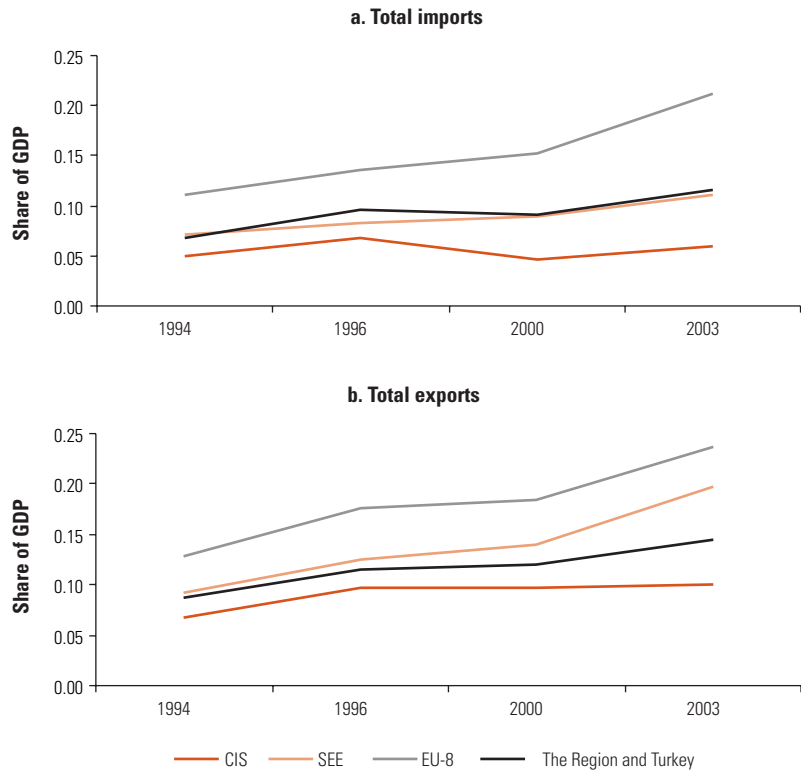 a. Total imports
Share of GDP
0.25
0.20
0.15
0.10
0.05
0.00
1994 1996 2000 2003
b. Total exports
Share of GDP
0.25
0.20
0.15
0.10
0.05
0.00
1994 1996 2000 2003
CIS SEE EU-8 The Region and Turkey